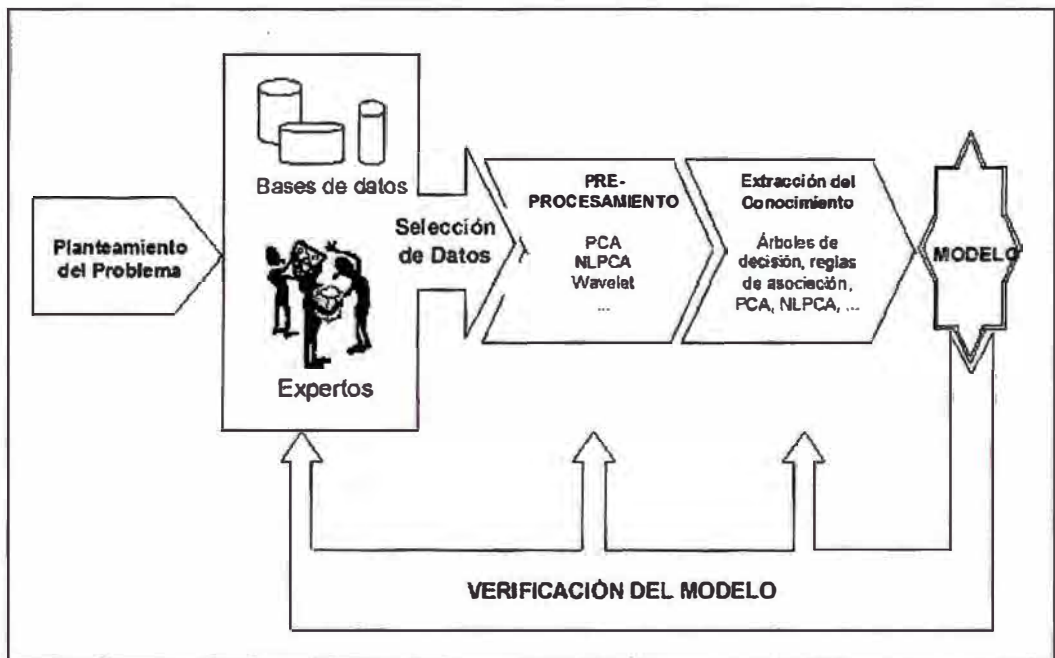 Planteamiento
del Problema
Bases de datos
Expertos
Selección
de Datos
PRE-
PROCESAMIENTO
PCA
NLPCA
Wavelet
...
Extracción del
Conocimiento
Árboles de
decisión, reglas
de asociación,
PCA, NLPCA, ...
MODELO
VERIFICACIÓN DEL MODELO